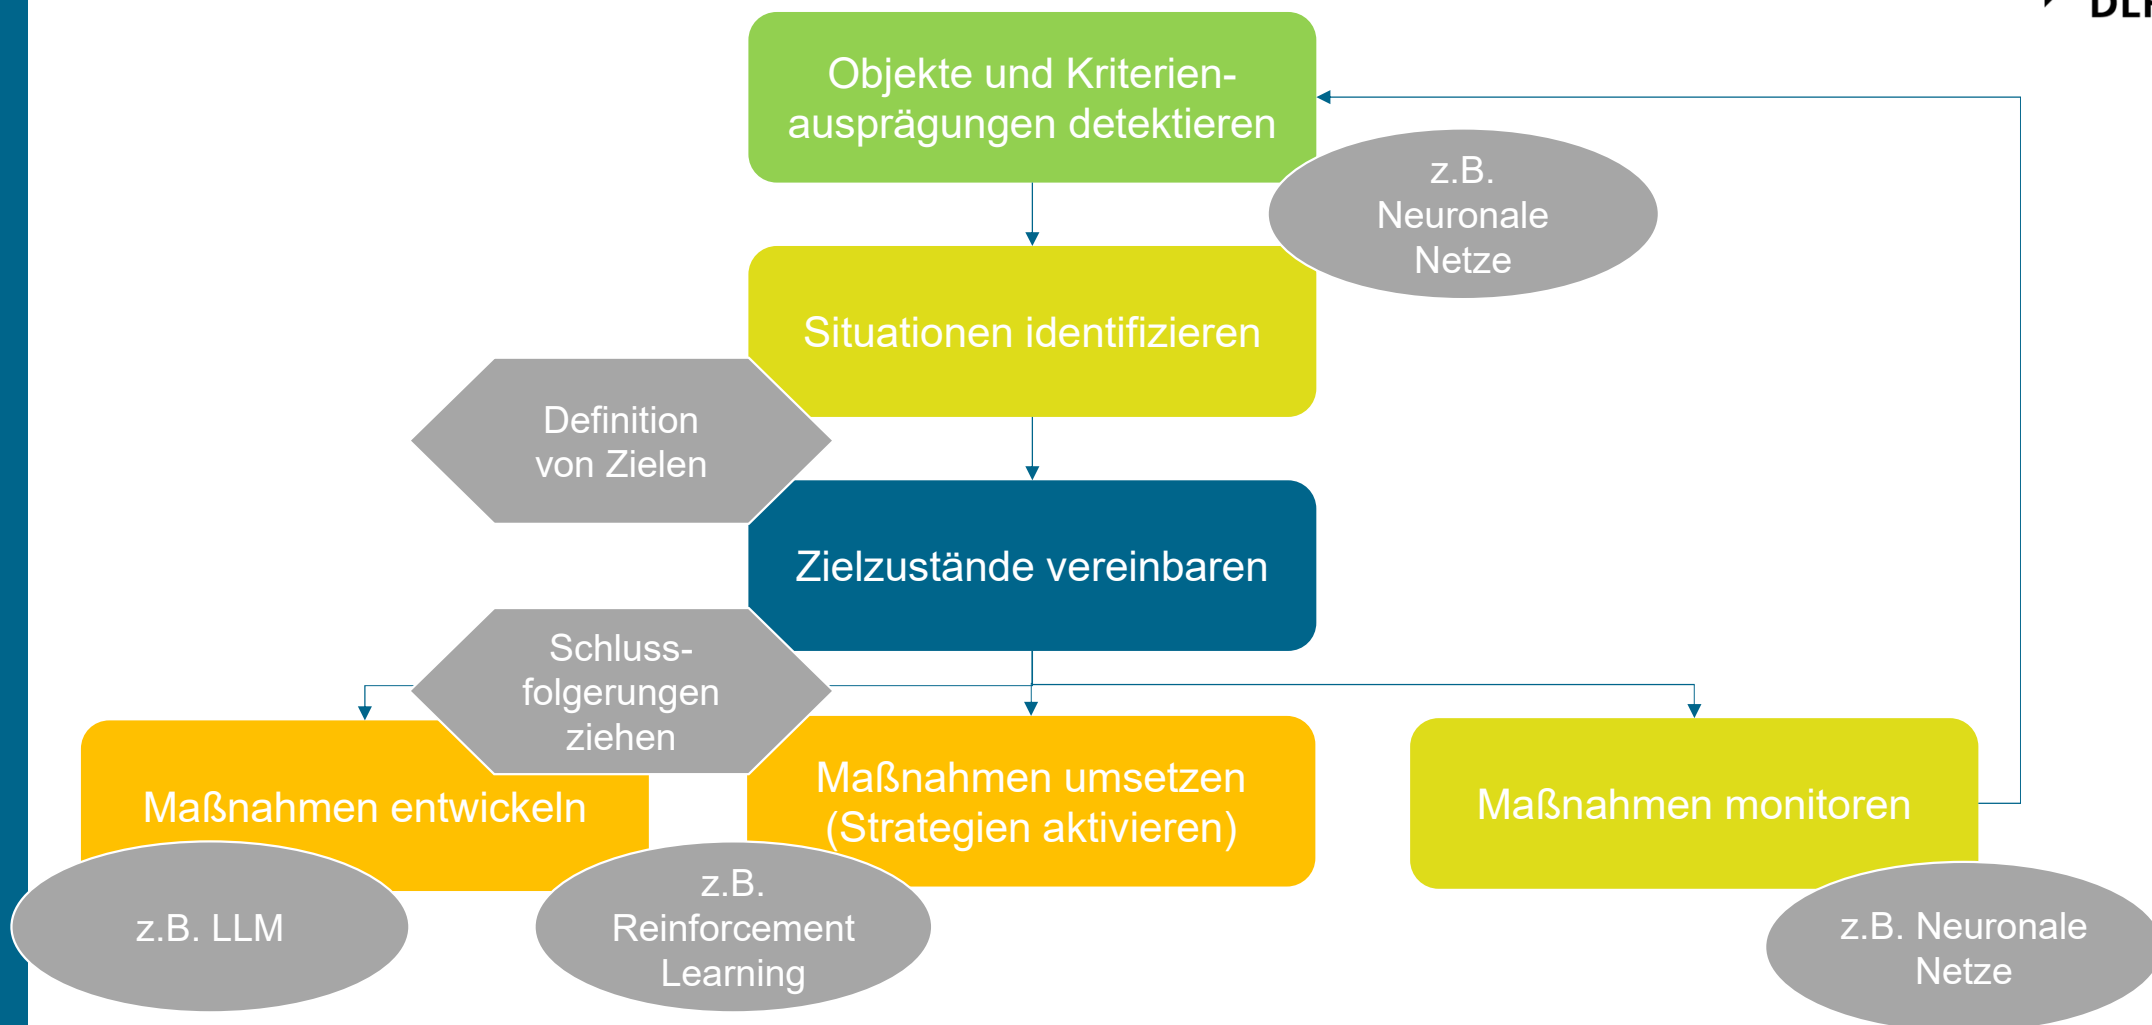 Objekte und Kriterien-
ausprägungen detektieren
z.B.
Neuronale
Netze
Situationen identifizieren
Definition
von Zielen
Zielzustände vereinbaren
Schluss-
folgerungen
ziehen
Maßnahmen entwickeln
Maßnahmen umsetzen
(Strategien aktivieren)
Maßnahmen monitoren
z.B. LLM
z.B.
Reinforcement
Learning
z.B. Neuronale
Netze